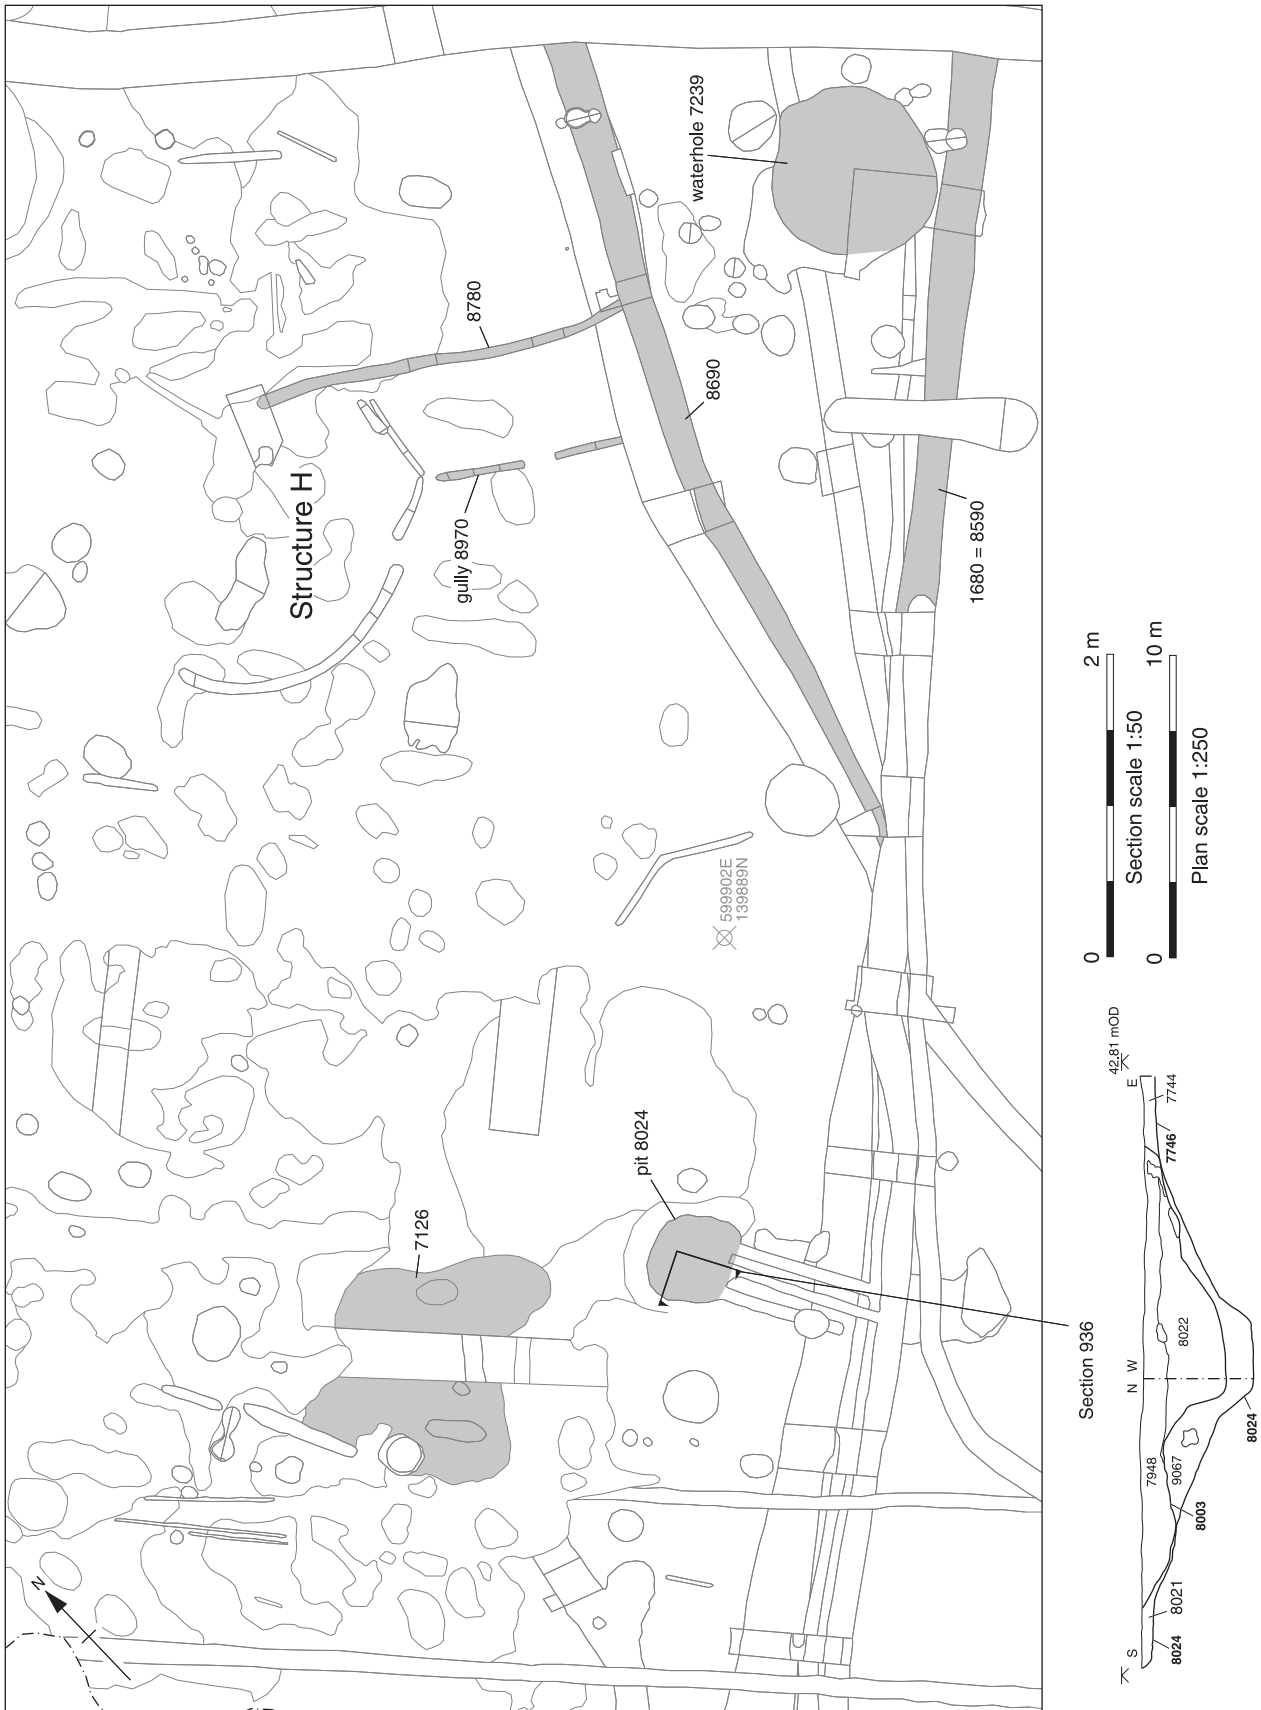 waterhole 7239
8780
8690
Structure H
gully 8970
1680 = 8590
599902E
139889N
pit 8024
7126
Section 936
N
0
2 m
Section scale 1:50
0
10 m
Plan scale 1:250
42.81 mOD
S
N W
E
8024
8021
8003
7948
9067
8024
8022
7746
7744